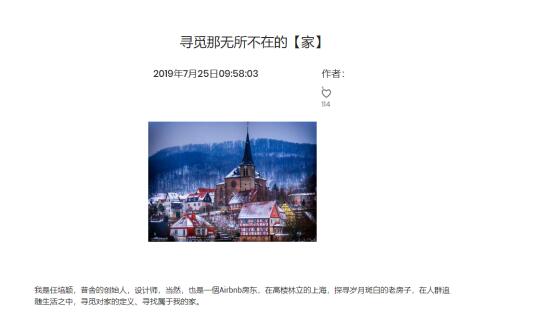 寻觅那无所不在的【家】
2019年7月25日09:58:03
作者:
114
我是任培颖，普舍的创始人，设计师，当然，也是一個Airbnb房东，在高楼林立的上海，探寻岁月斑白的老房子，在人群追
随生活之中，寻觅对家的定义、寻找属于我的家。